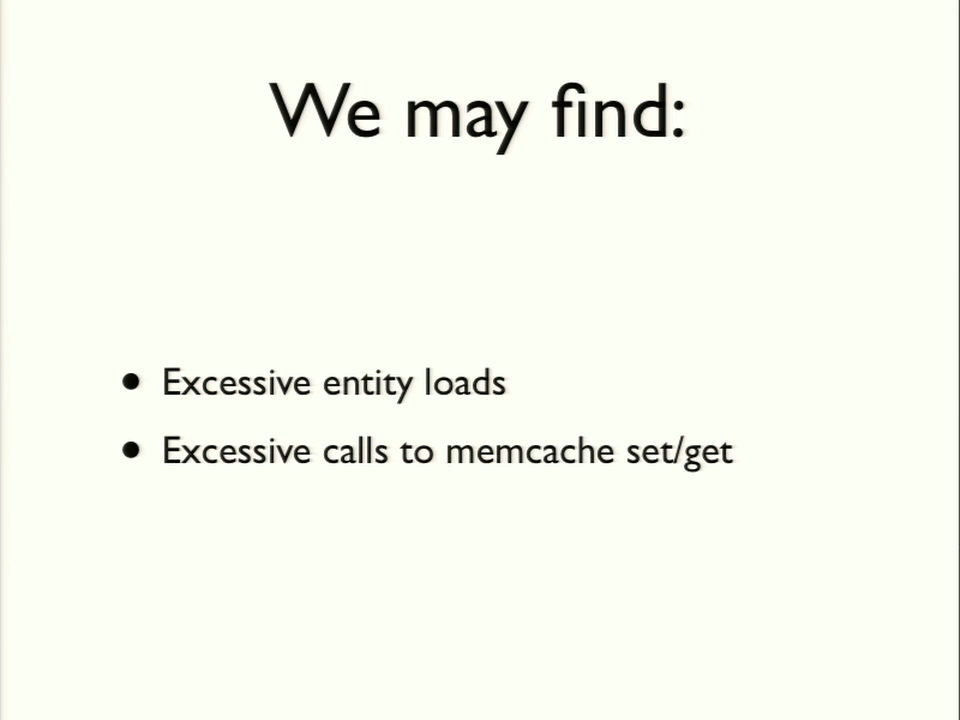 We may find:
• Excessive entity loads
• Excessive calls to memcache set/get